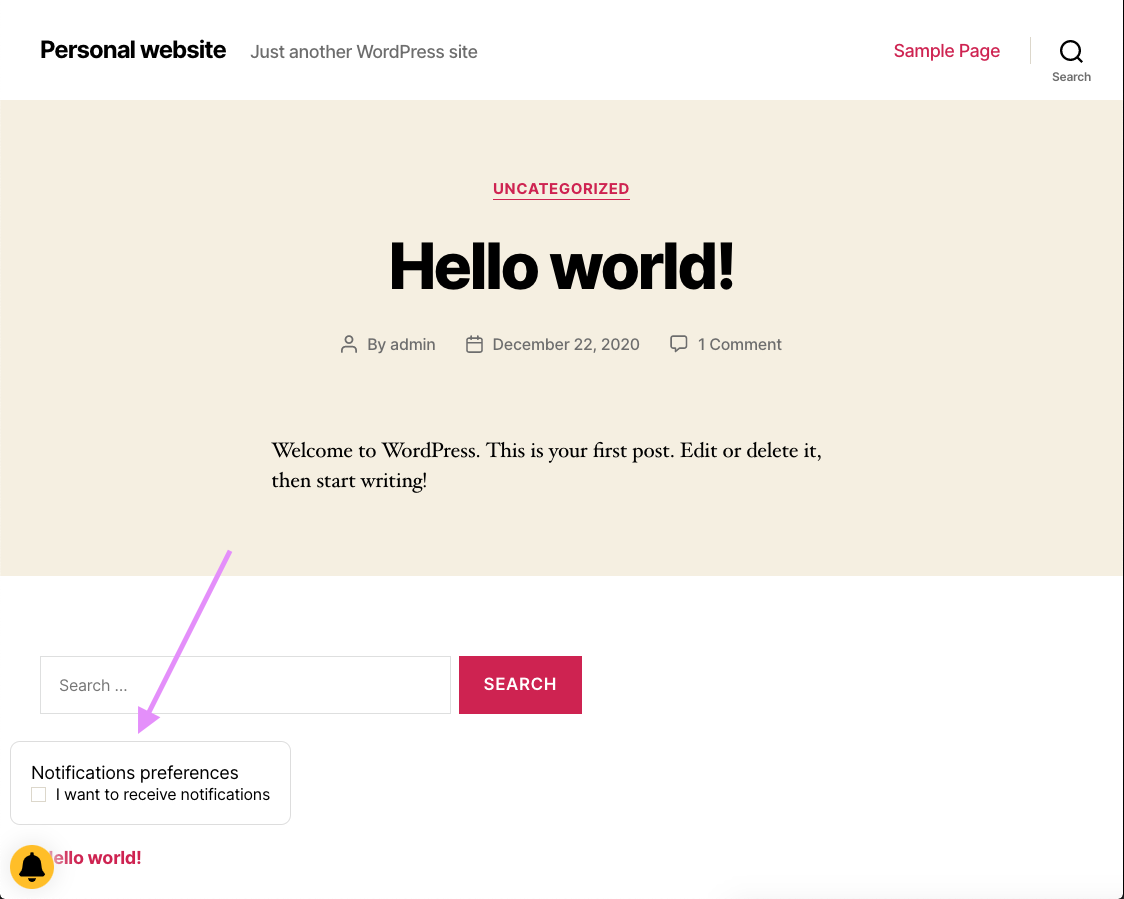 Personal website Just another WordPress site Sample Page
Search
UNCATEGORIZED
Hello world!
By admin December 22, 2020 1 Comment
Welcome to WordPress. This is your first post. Edit or delete it,
then start writing!
Search …
SEARCH
Notifications preferences
I want to receive notifications
ello world!